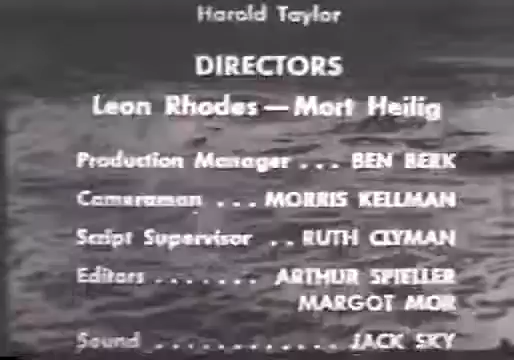 Harold Taylor
DIRECTORS
Leon Rhodes — Mort Heilig
Production Manager . . . BEN BERK
Cameraman . . . MORRIS KELLMAN
Script Supervisor . . RUTH CLYMAN
Editors . . . . . . . ARTHUR SPIELLER
MARGOT MOR
Sound . . . . . . . . . . . . JACK SKY